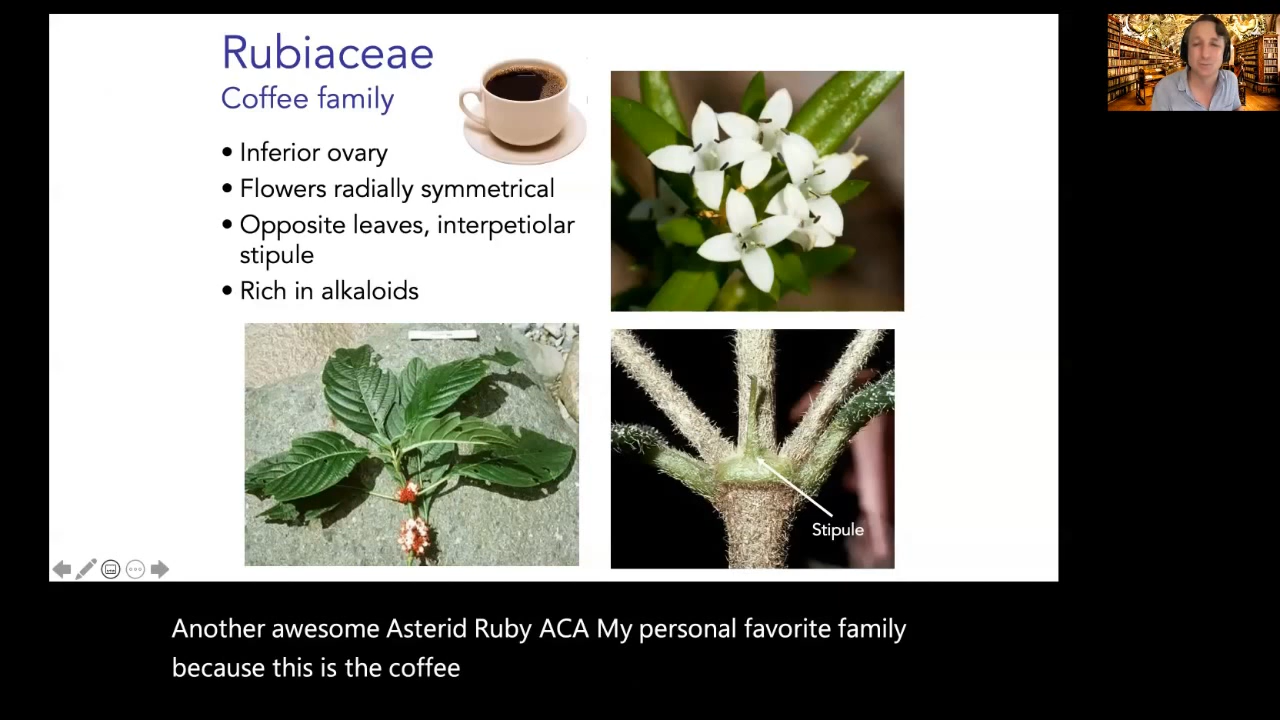 Rubiaceae
Coffee family
• Inferior ovary
• Flowers radially symmetrical
• Opposite leaves, interpetiolar
stipule
• Rich in alkaloids
Stipule
Another awesome Asterid Ruby ACA My personal favorite family
because this is the coffee